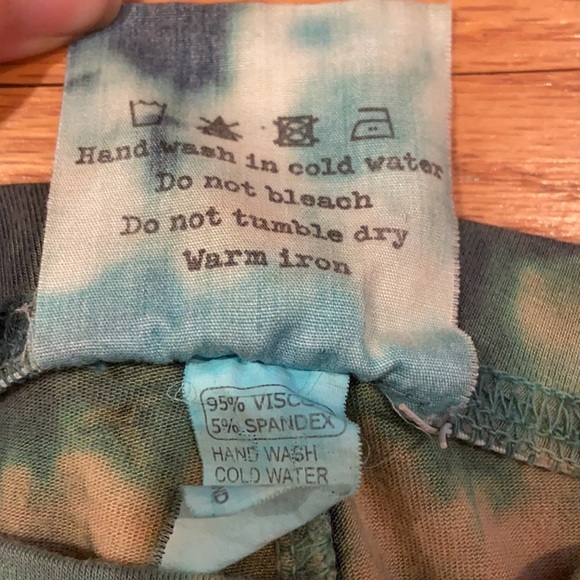 Hand wash in cold water
Do not bleach
Do not tumble dry
Warm iron
95% VISC
5% SPANDEX
HAND WASH
COLD WATER